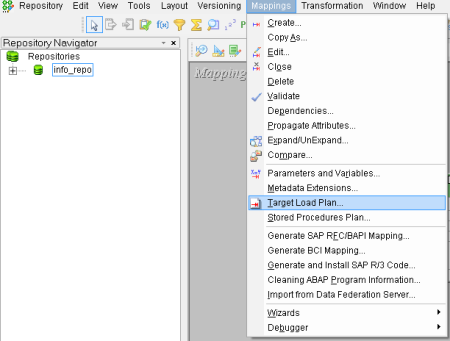 Repository Edit View Tools Layout Versioning Mappings Transformation Window Help
Repository Navigator
Repositories
info_repo
Mapping
Create...
Copy As...
Edit...
Close
Delete
Validate
Dependencies...
Propagate Attributes...
Expand/UnExpand...
Compare...
Parameters and Variables...
Metadata Extensions...
Target Load Plan...
Stored Procedures Plan...
Generate SAP RFC/BAPI Mapping...
Generate BCI Mapping...
Generate and Install SAP R/3 Code...
Cleaning ABAP Program Information...
Import from Data Federation Server...
Wizards
Debugger